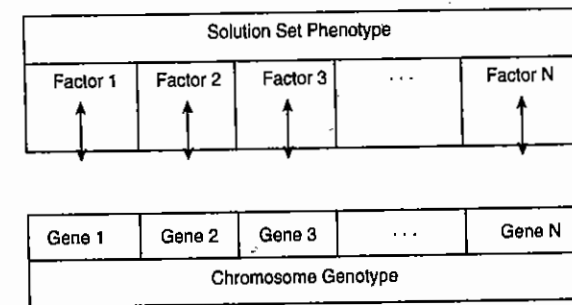 Solution Set Phenotype
Factor 1 Factor 2 Factor 3 . . . Factor N
Gene 1 Gene 2 Gene 3 . . . Gene N
Chromosome Genotype